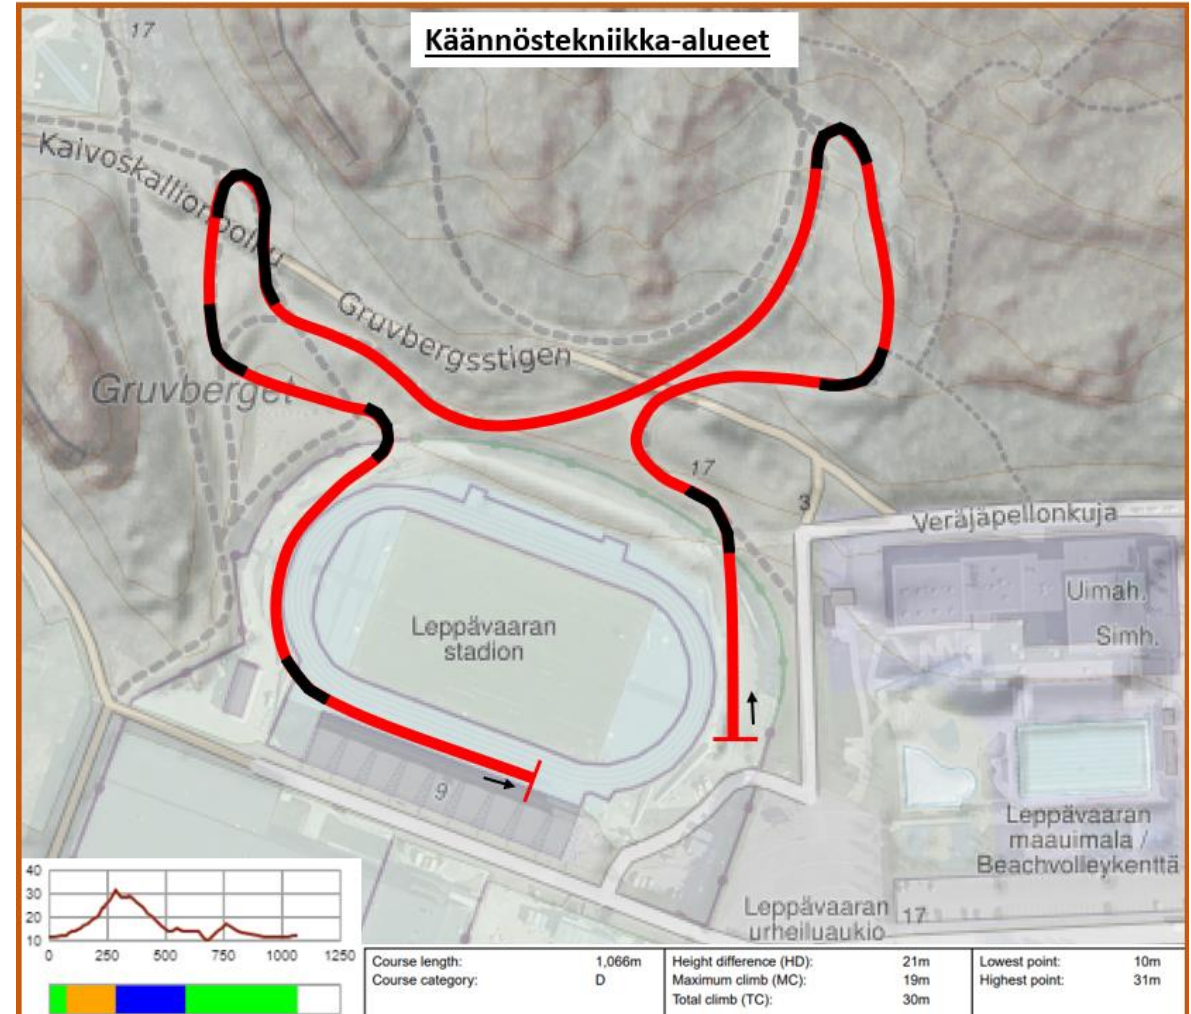 Käännöstekniikka-alueet
17
Kaivoskallionpolku
Gruvbergsstigen
Gruvberget
17
3
Veräjäpellonkuja
Uimah.
Simh.
Leppävaaran
stadion
9
Leppävaaran
maauimala /
Beachvolleykenttä
Leppävaaran
urheiluaukio
17
40
30
20
10
0 250 500 750 1000 1250
Course length: 1,066m
Course category: D
Height difference (HD): 21m
Maximum climb (MC): 19m
Total climb (TC): 30m
Lowest point: 10m
Highest point: 31m